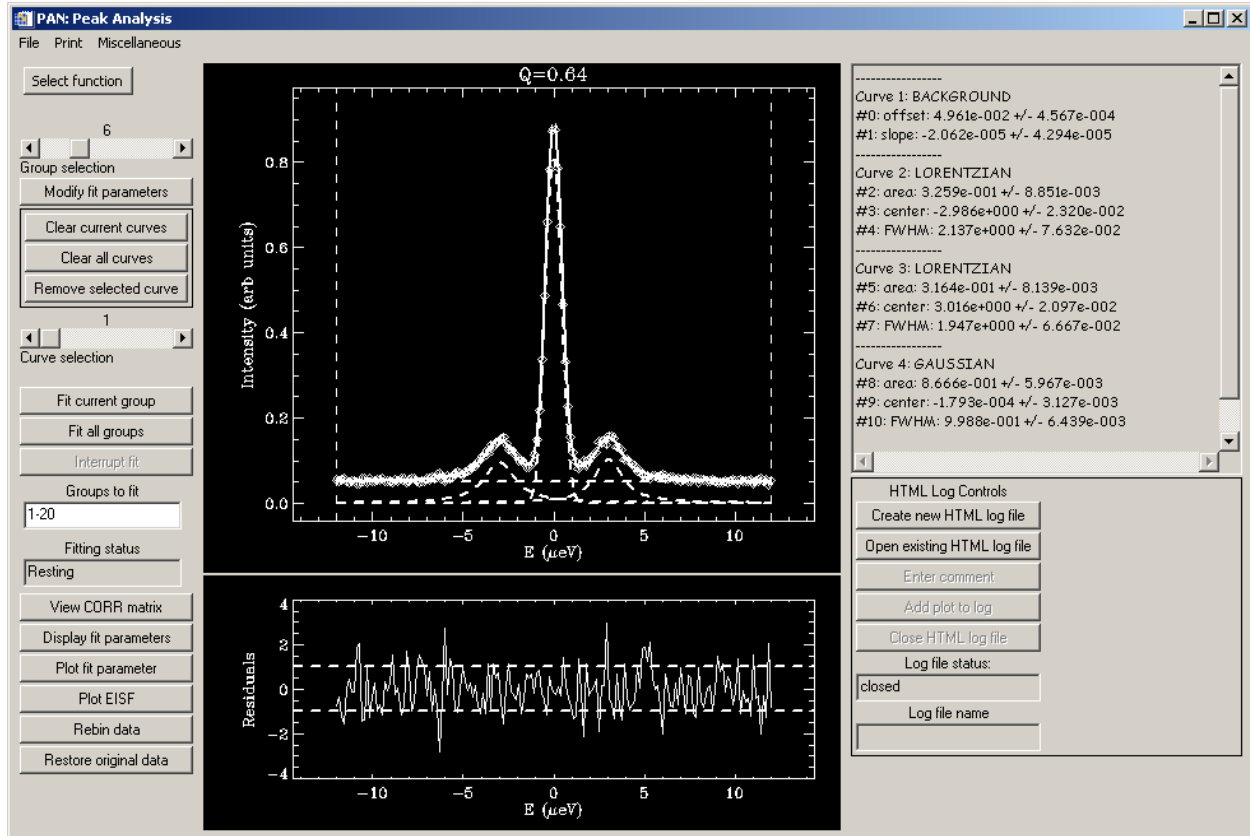 PAN: Peak Analysis
File Print Miscellaneous
Select function
6
Group selection
Modify fit parameters
Clear current curves
Clear all curves
Remove selected curve
1
Curve selection
Fit current group
Fit all groups
Interrupt fit
Groups to fit
1-20
Fitting status
Resting
View CORR matrix
Display fit parameters
Plot fit parameter
Plot EISF
Rebin data
Restore original data
Q=0.64
Intensity (arb units)
0.8
0.6
0.4
0.2
0.0
−10 −5 0 5 10
E (μeV)
Residuals
4
2
0
−2
−4
−10 −5 0 5 10
E (μeV)
-----------------
Curve 1: BACKGROUND
#0: offset: 4.961e-002 +/- 4.567e-004
#1: slope: -2.062e-005 +/- 4.294e-005
-----------------
Curve 2: LORENTZIAN
#2: area: 3.259e-001 +/- 8.851e-003
#3: center: -2.986e+000 +/- 2.320e-002
#4: FWHM: 2.137e+000 +/- 7.632e-002
-----------------
Curve 3: LORENTZIAN
#5: area: 3.164e-001 +/- 8.139e-003
#6: center: 3.016e+000 +/- 2.097e-002
#7: FWHM: 1.947e+000 +/- 6.667e-002
-----------------
Curve 4: GAUSSIAN
#8: area: 8.666e-001 +/- 5.967e-003
#9: center: -1.793e-004 +/- 3.127e-003
#10: FWHM: 9.988e-001 +/- 6.439e-003
HTML Log Controls
Create new HTML log file
Open existing HTML log file
Enter comment
Add plot to log
Close HTML log file
Log file status:
closed
Log file name